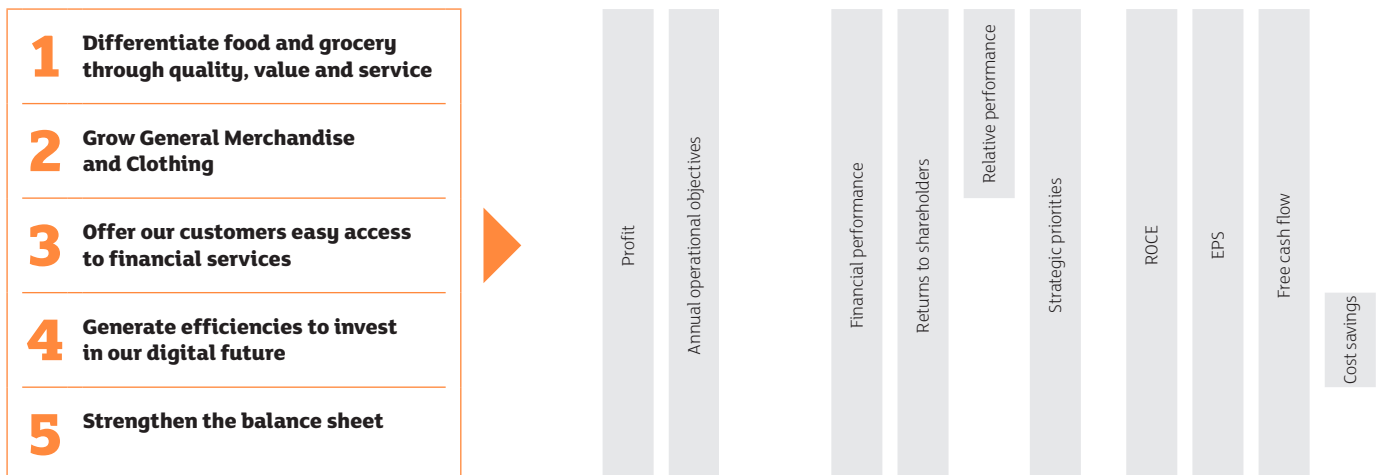 1
Differentiate food and grocery
through quality, value and service
2
Grow General Merchandise
and Clothing
3
Offer our customers easy access
to financial services
4
Generate efficiencies to invest
in our digital future
5
Strengthen the balance sheet
Profit
Annual operational objectives
Financial performance
Returns to shareholders
Relative performance
Strategic priorities
ROCE
EPS
Free cash flow
Cost savings